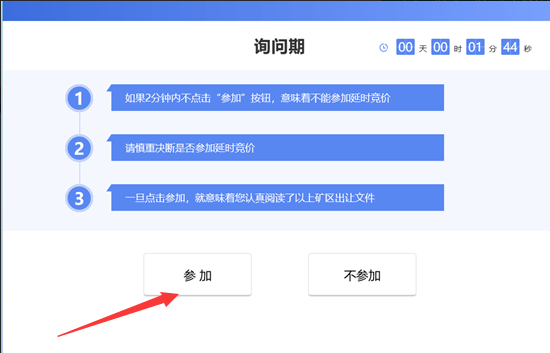 询问期
00 天 00 时 01 分 44 秒
1 如果2分钟内不点击“参加”按钮，意味着不能参加延时竞价
2 请慎重决断是否参加延时竞价
3 一旦点击参加，就意味着您认真阅读了以上矿区出让文件
参 加 不参加